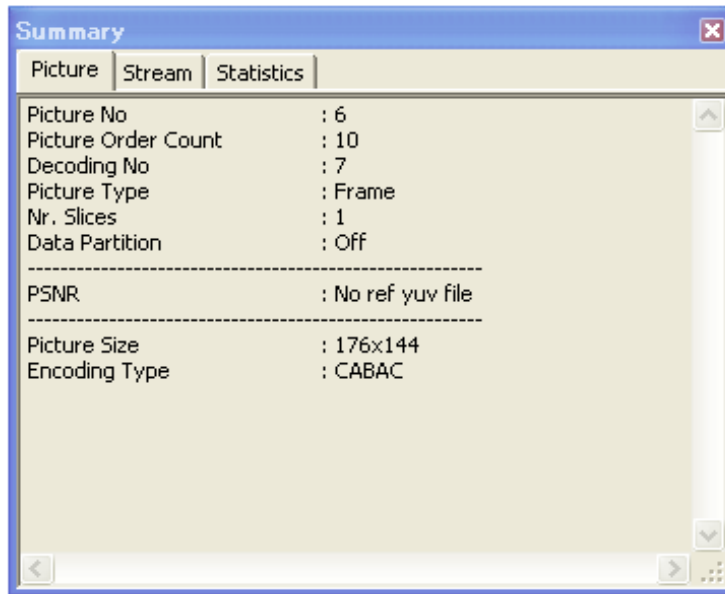 Summary
Picture Stream Statistics
Picture No : 6
Picture Order Count : 10
Decoding No : 7
Picture Type : Frame
Nr. Slices : 1
Data Partition : Off
--------------------------------------------------------
PSNR : No ref yuv file
--------------------------------------------------------
Picture Size : 176x144
Encoding Type : CABAC